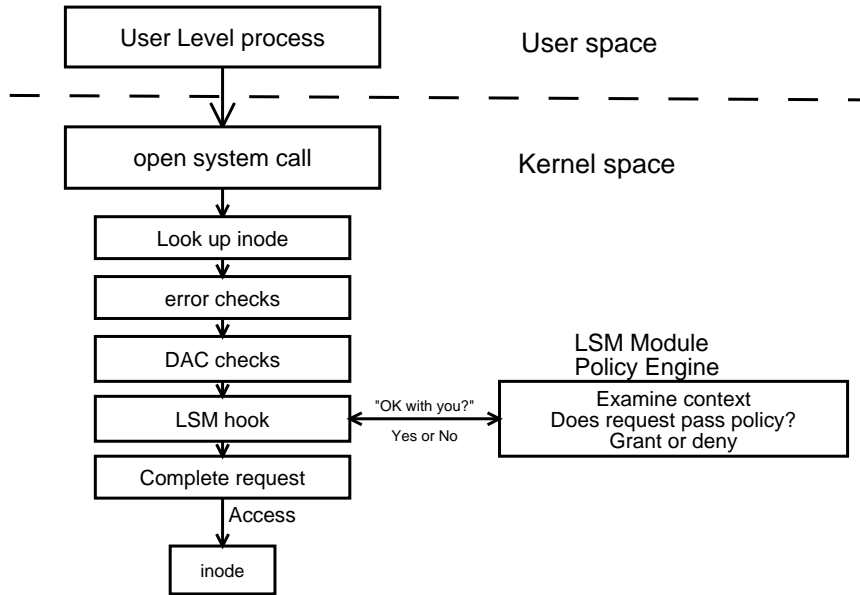 User Level process
User space
open system call
Kernel space
Look up inode
error checks
DAC checks
LSM Module
Policy Engine
LSM hook
"OK with you?"
Yes or No
Examine context
Does request pass policy?
Grant or deny
Complete request
Access
inode